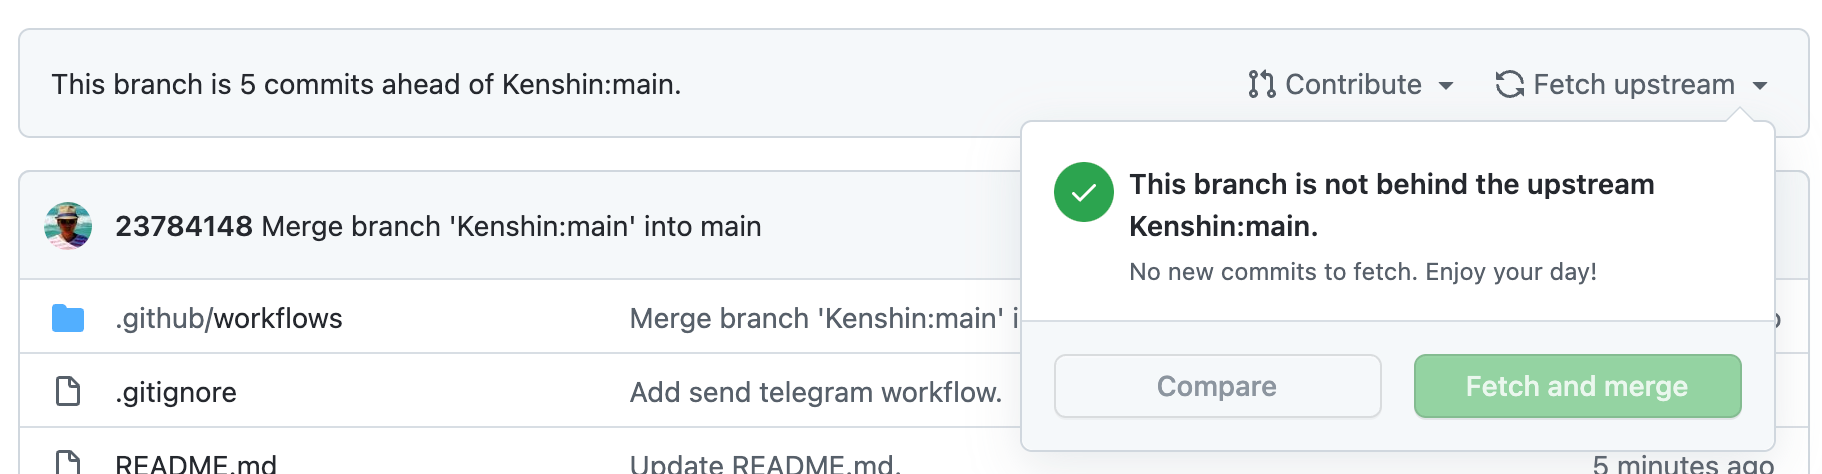 This branch is 5 commits ahead of Kenshin:main.
Contribute
Fetch upstream
This branch is not behind the upstream
Kenshin:main.
No new commits to fetch. Enjoy your day!
Compare
Fetch and merge
23784148 Merge branch 'Kenshin:main' into main
.github/workflows
Merge branch 'Kenshin:main' i
.gitignore
Add send telegram workflow.
README.md
Update README.md.
5 minutes ago